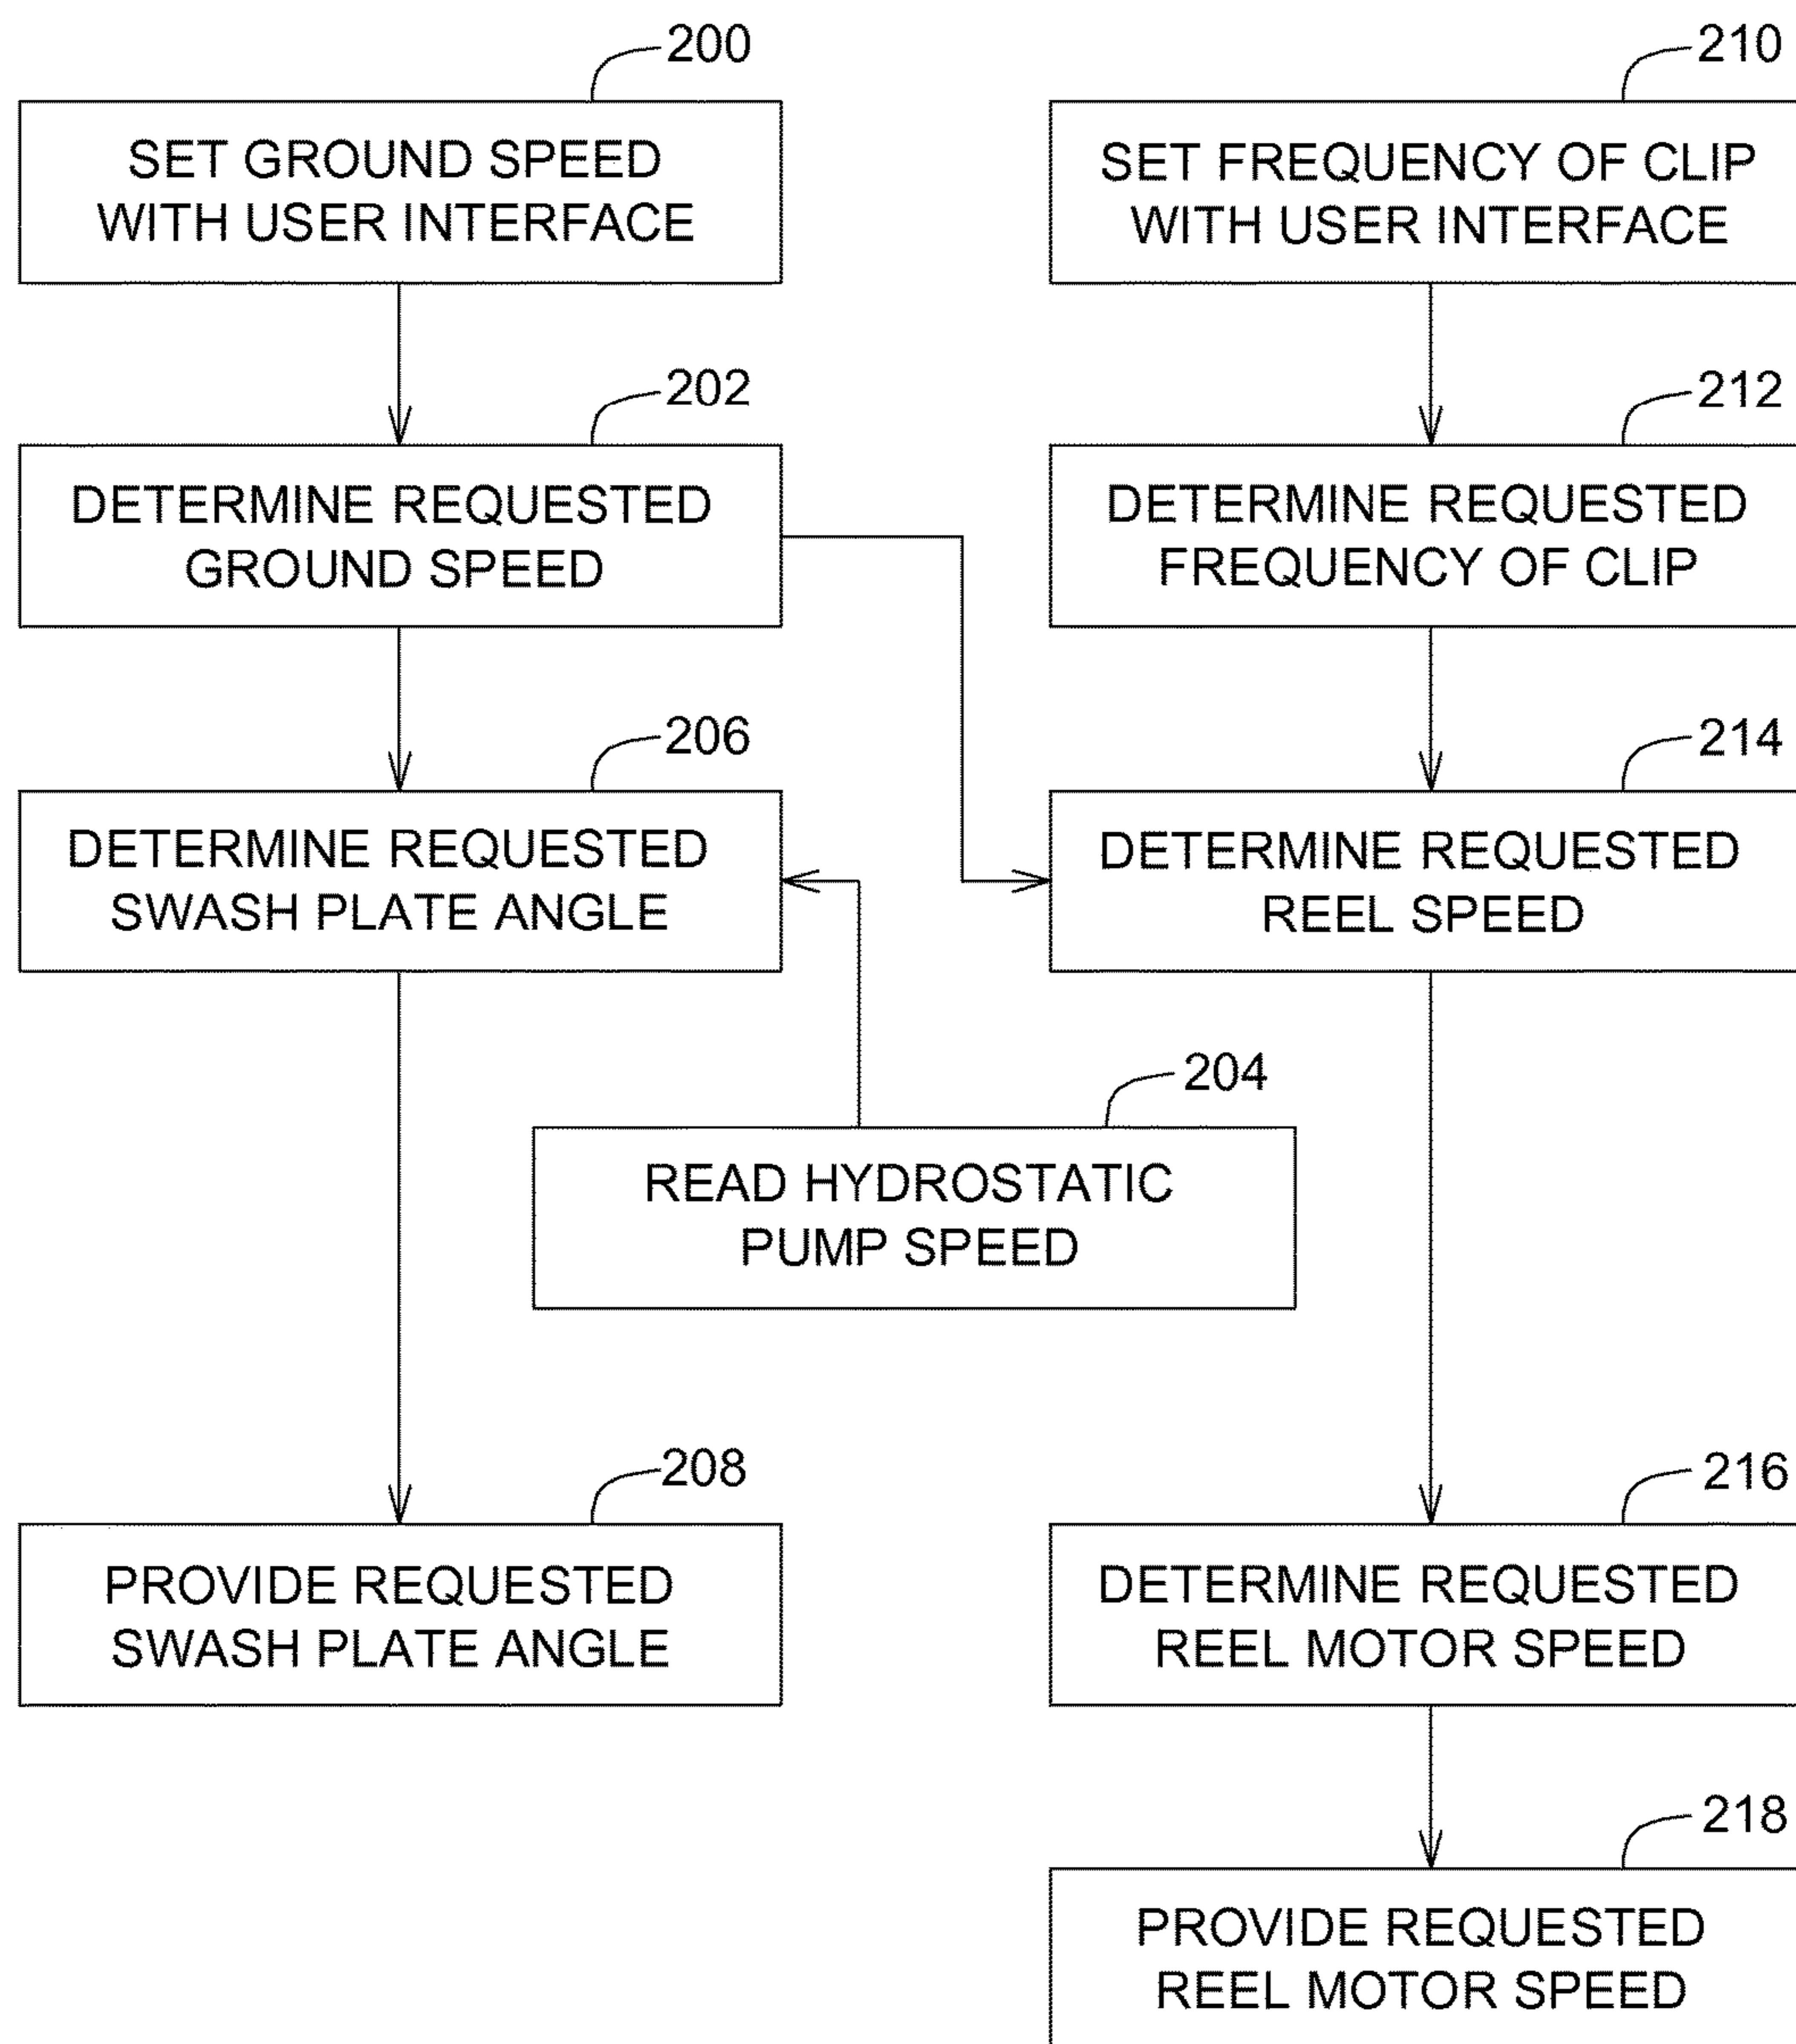 200
SET GROUND SPEED
WITH USER INTERFACE
210
SET FREQUENCY OF CLIP
WITH USER INTERFACE
202
DETERMINE REQUESTED
GROUND SPEED
212
DETERMINE REQUESTED
FREQUENCY OF CLIP
206
DETERMINE REQUESTED
SWASH PLATE ANGLE
214
DETERMINE REQUESTED
REEL SPEED
204
READ HYDROSTATIC
PUMP SPEED
208
PROVIDE REQUESTED
SWASH PLATE ANGLE
216
DETERMINE REQUESTED
REEL MOTOR SPEED
218
PROVIDE REQUESTED
REEL MOTOR SPEED